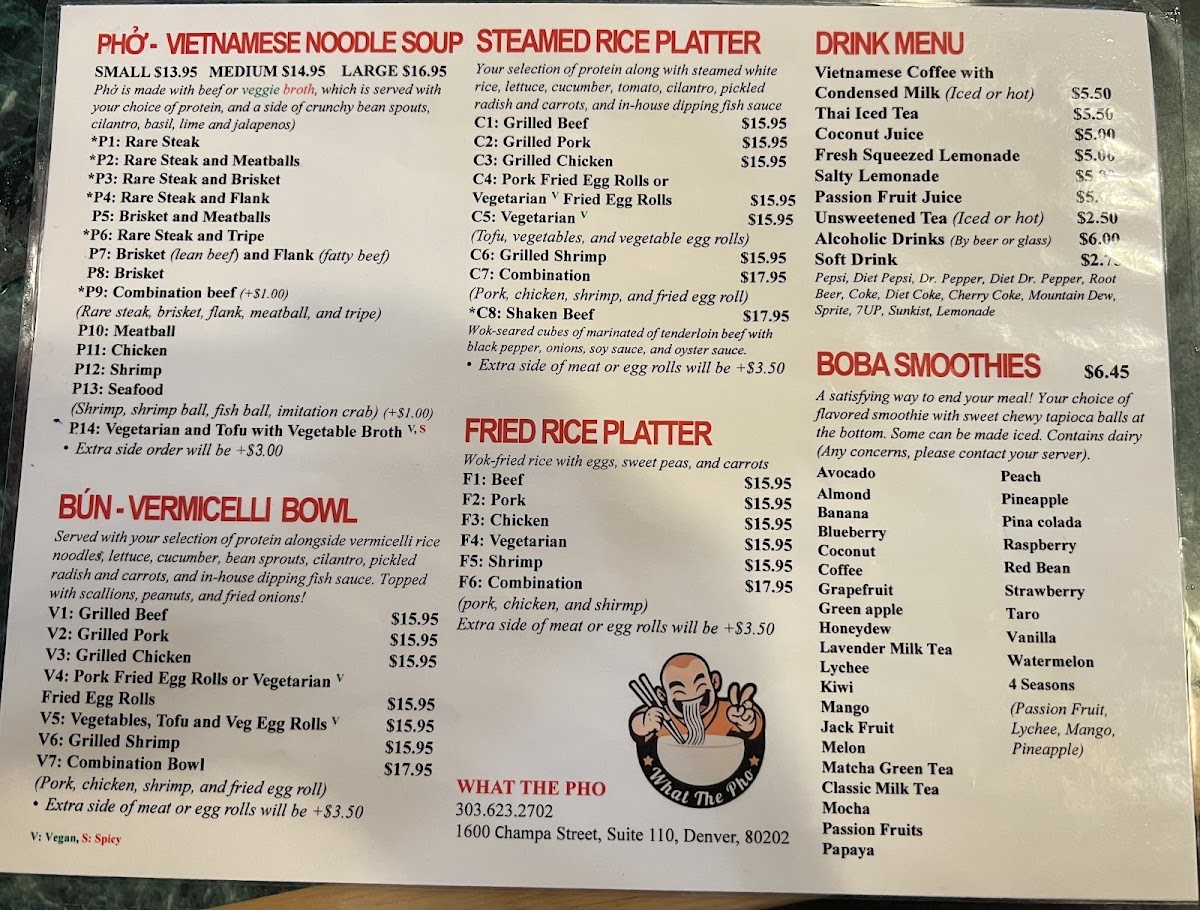 PHỞ - VIETNAMESE NOODLE SOUP
SMALL $13.95 MEDIUM $14.95 LARGE $16.95
Phở is made with beef or veggie broth, which is served with
your choice of protein, and a side of crunchy bean spouts,
cilantro, basil, lime and jalapenos)
*P1: Rare Steak
*P2: Rare Steak and Meatballs
*P3: Rare Steak and Brisket
*P4: Rare Steak and Flank
P5: Brisket and Meatballs
*P6: Rare Steak and Tripe
P7: Brisket (lean beef) and Flank (fatty beef)
P8: Brisket
*P9: Combination beef (+$1.00)
(Rare steak, brisket, flank, meatball, and tripe)
P10: Meatball
P11: Chicken
P12: Shrimp
P13: Seafood
(Shrimp, shrimp ball, fish ball, imitation crab) (+$1.00)
P14: Vegetarian and Tofu with Vegetable Broth V, S
• Extra side order will be +$3.00
BÚN - VERMICELLI BOWL
Served with your selection of protein alongside vermicelli rice
noodles, lettuce, cucumber, bean sprouts, cilantro, pickled
radish and carrots, and in-house dipping fish sauce. Topped
with scallions, peanuts, and fried onions!
V1: Grilled Beef $15.95
V2: Grilled Pork $15.95
V3: Grilled Chicken $15.95
V4: Pork Fried Egg Rolls or Vegetarian V
Fried Egg Rolls $15.95
V5: Vegetables, Tofu and Veg Egg Rolls V $15.95
V6: Grilled Shrimp $15.95
V7: Combination Bowl $17.95
(Pork, chicken, shrimp, and fried egg roll)
• Extra side of meat or egg rolls will be +$3.50
V: Vegan, S: Spicy
STEAMED RICE PLATTER
Your selection of protein along with steamed white
rice, lettuce, cucumber, tomato, cilantro, pickled
radish and carrots, and in-house dipping fish sauce
C1: Grilled Beef $15.95
C2: Grilled Pork $15.95
C3: Grilled Chicken $15.95
C4: Pork Fried Egg Rolls or
Vegetarian V Fried Egg Rolls $15.95
C5: Vegetarian V $15.95
(Tofu, vegetables, and vegetable egg rolls)
C6: Grilled Shrimp $15.95
C7: Combination $17.95
(Pork, chicken, shrimp, and fried egg roll)
*C8: Shaken Beef $17.95
Wok-seared cubes of marinated of tenderloin beef with
black pepper, onions, soy sauce, and oyster sauce.
• Extra side of meat or egg rolls will be +$3.50
FRIED RICE PLATTER
Wok-fried rice with eggs, sweet peas, and carrots
F1: Beef $15.95
F2: Pork $15.95
F3: Chicken $15.95
F4: Vegetarian $15.95
F5: Shrimp $15.95
F6: Combination $17.95
(pork, chicken, and shirmp)
Extra side of meat or egg rolls will be +$3.50
What The Pho
WHAT THE PHO
303.623.2702
1600 Champa Street, Suite 110, Denver, 80202
DRINK MENU
Vietnamese Coffee with
Condensed Milk (Iced or hot) $5.50
Thai Iced Tea $5.50
Coconut Juice $5.00
Fresh Squeezed Lemonade $5.00
Salty Lemonade
Passion Fruit Juice
Unsweetened Tea (Iced or hot) $2.50
Alcoholic Drinks (By beer or glass) $6.00
Soft Drink
Pepsi, Diet Pepsi, Dr. Pepper, Diet Dr. Pepper, Root
Beer, Coke, Diet Coke, Cherry Coke, Mountain Dew,
Sprite, 7UP, Sunkist, Lemonade
BOBA SMOOTHIES $6.45
A satisfying way to end your meal! Your choice of
flavored smoothie with sweet chewy tapioca balls at
the bottom. Some can be made iced. Contains dairy
(Any concerns, please contact your server).
Avocado
Almond
Banana
Blueberry
Coconut
Coffee
Grapefruit
Green apple
Honeydew
Lavender Milk Tea
Lychee
Kiwi
Mango
Jack Fruit
Melon
Matcha Green Tea
Classic Milk Tea
Mocha
Passion Fruits
Papaya
Peach
Pineapple
Pina colada
Raspberry
Red Bean
Strawberry
Taro
Vanilla
Watermelon
4 Seasons
(Passion Fruit,
Lychee, Mango,
Pineapple)